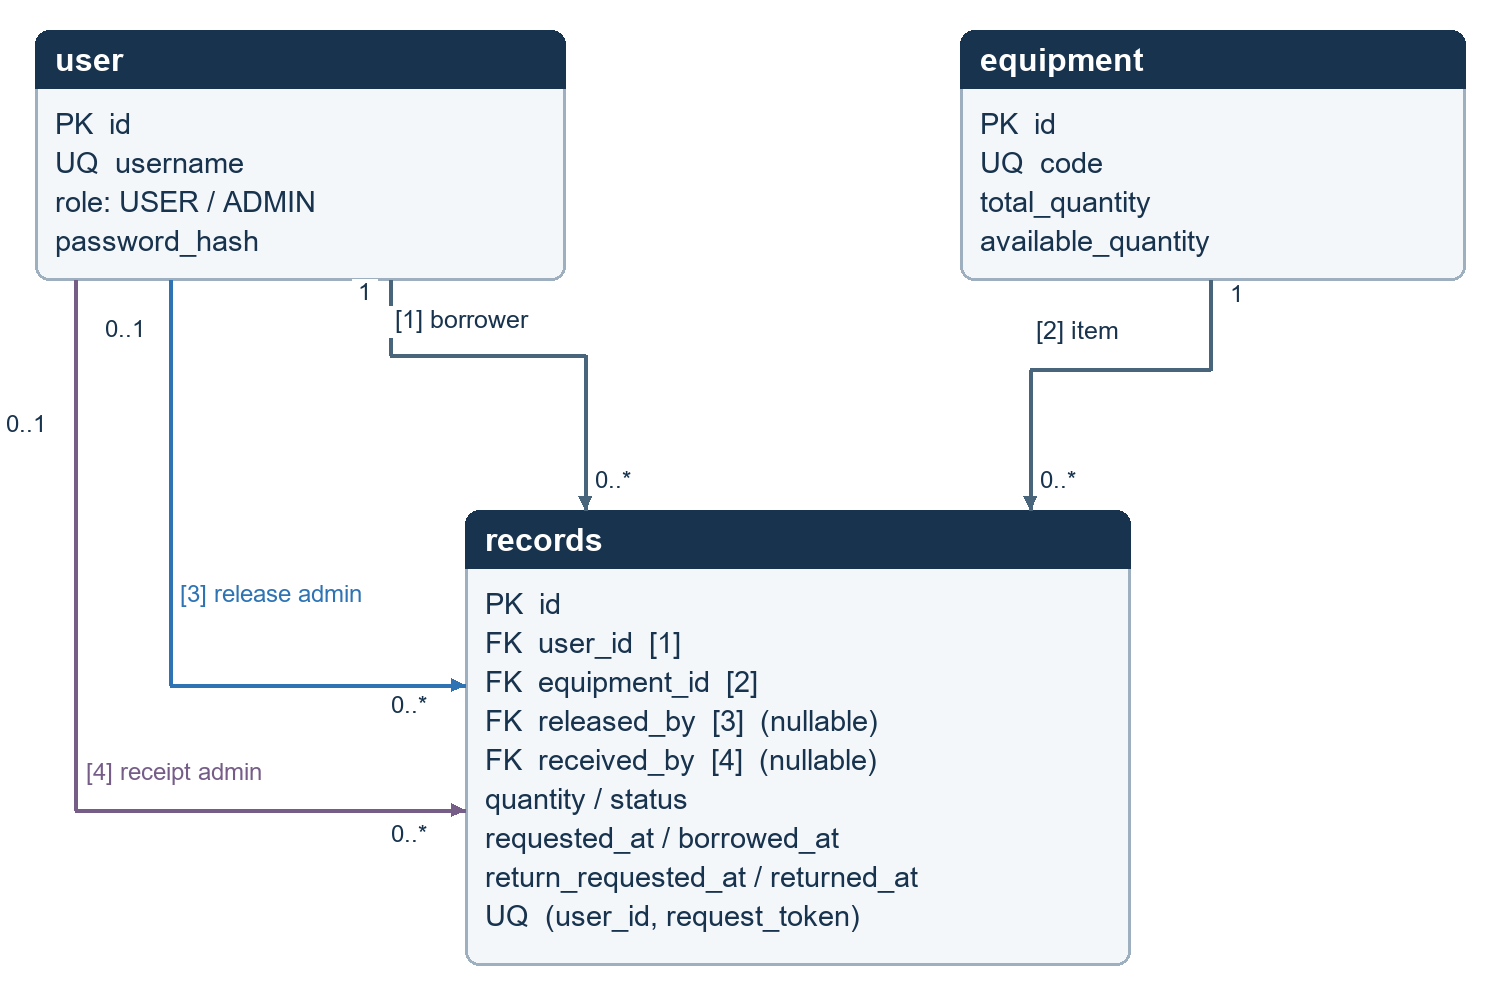 user
PK  id
UQ  username
role: USER / ADMIN
password_hash
equipment
PK  id
UQ  code
total_quantity
available_quantity
1
[1] borrower
0..1
0..1
1
[2] item
0..*
0..*
[3] release admin
0..*
[4] receipt admin
0..*
records
PK  id
FK  user_id  [1]
FK  equipment_id  [2]
FK  released_by  [3]  (nullable)
FK  received_by  [4]  (nullable)
quantity / status
requested_at / borrowed_at
return_requested_at / returned_at
UQ  (user_id, request_token)